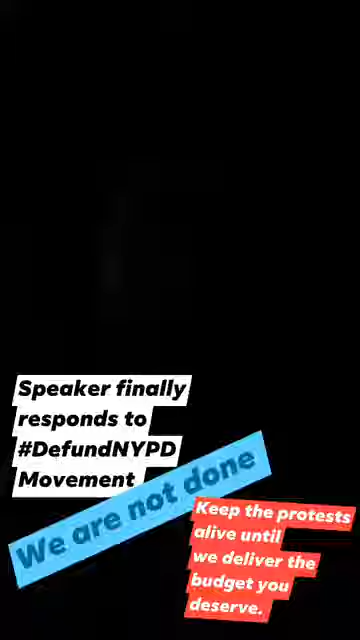 Speaker finally
responds to
#DefundNYPD
Movement
We are not done
Keep the protests
alive until
we deliver the
budget you
deserve.